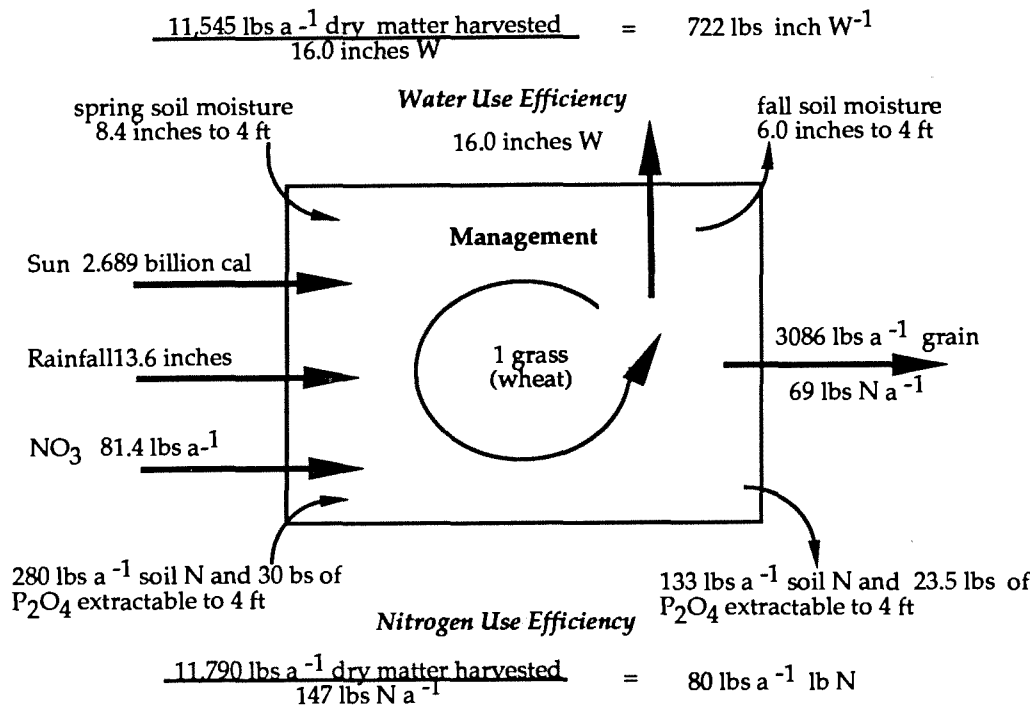 11,545 lbs a -1 dry matter harvested = 722 lbs inch W-1
16.0 inches W
Water Use Efficiency
spring soil moisture
8.4 inches to 4 ft
16.0 inches W
fall soil moisture
6.0 inches to 4 ft
Management
Sun 2.689 billion cal
Rainfall13.6 inches
NO3 81.4 lbs a-1
1 grass
(wheat)
3086 lbs a -1 grain
69 lbs N a -1
280 lbs a -1 soil N and 30 bs of
P2O4 extractable to 4 ft
133 lbs a -1 soil N and 23.5 lbs of
P2O4 extractable to 4 ft
Nitrogen Use Efficiency
11,790 lbs a -1 dry matter harvested = 80 lbs a -1 lb N
147 lbs N a -1